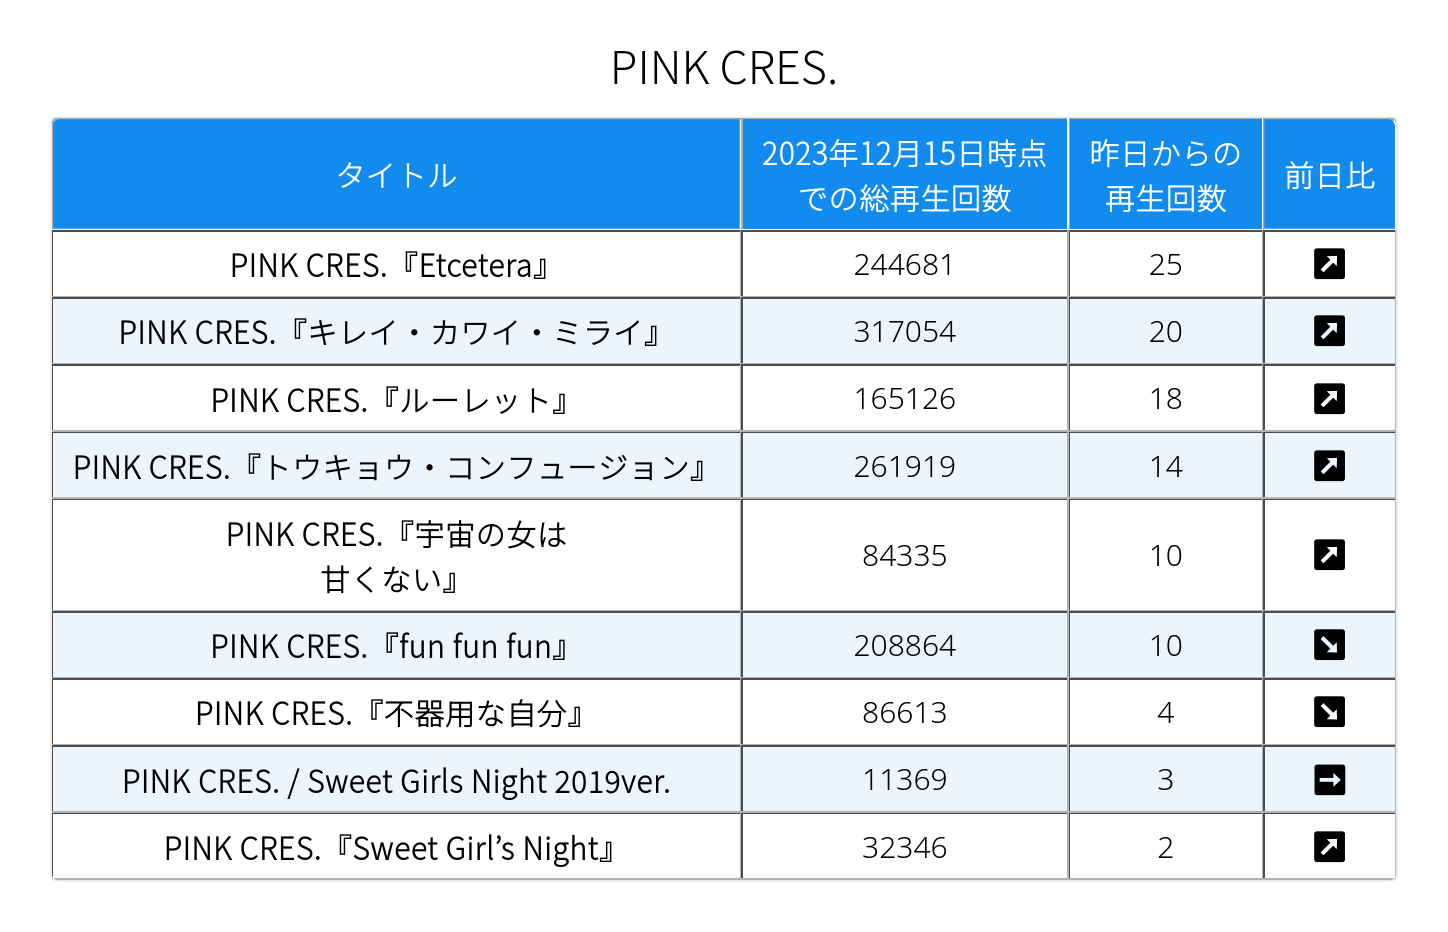 PINK CRES.
タイトル
2023年12月15日時点
での総再生回数
昨日からの
再生回数
前日比
PINK CRES.『Etcetera』 244681 25 ↗
PINK CRES.『キレイ・カワイ・ミライ』 317054 20 ↗
PINK CRES.『ルーレット』 165126 18 ↗
PINK CRES.『トウキョウ・コンフュージョン』 261919 14 ↗
PINK CRES.『宇宙の女は
甘くない』 84335 10 ↗
PINK CRES.『fun fun fun』 208864 10 ↘
PINK CRES.『不器用な自分』 86613 4 ↘
PINK CRES. / Sweet Girls Night 2019ver. 11369 3 →
PINK CRES.『Sweet Girl’s Night』 32346 2 ↗